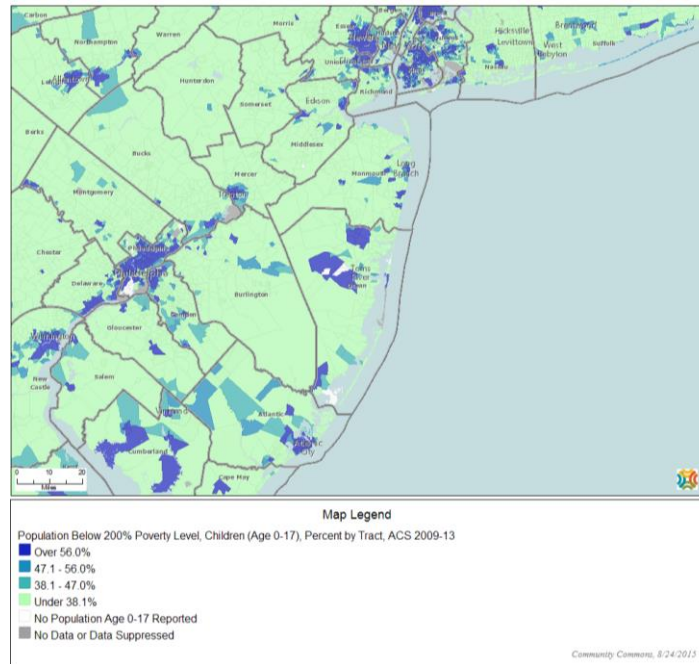 Carbon
Northampton
Warren
Morris
Essex
Bergen
Hicksville
Levittown
Brentwood
Suffolk
West
Babylon
Nassau
Hunterdon
Union
Richmond
Somerset
Edison
Middlesex
Berks
Bucks
Mercer
Trenton
Monmouth
Long
Branch
Montgomery
Chester
Philadelphia
Delaware
Toms
River
Ocean
Burlington
Camden
Gloucester
Wilmington
New
Castle
Salem
Vineland
Atlantic
Atlantic
City
Cumberland
Cape May
Kent
0 10 20
Miles
Map Legend
Population Below 200% Poverty Level, Children (Age 0-17), Percent by Tract, ACS 2009-13
Over 56.0%
47.1 - 56.0%
38.1 - 47.0%
Under 38.1%
No Population Age 0-17 Reported
No Data or Data Suppressed
Community Commons, 8/24/2015